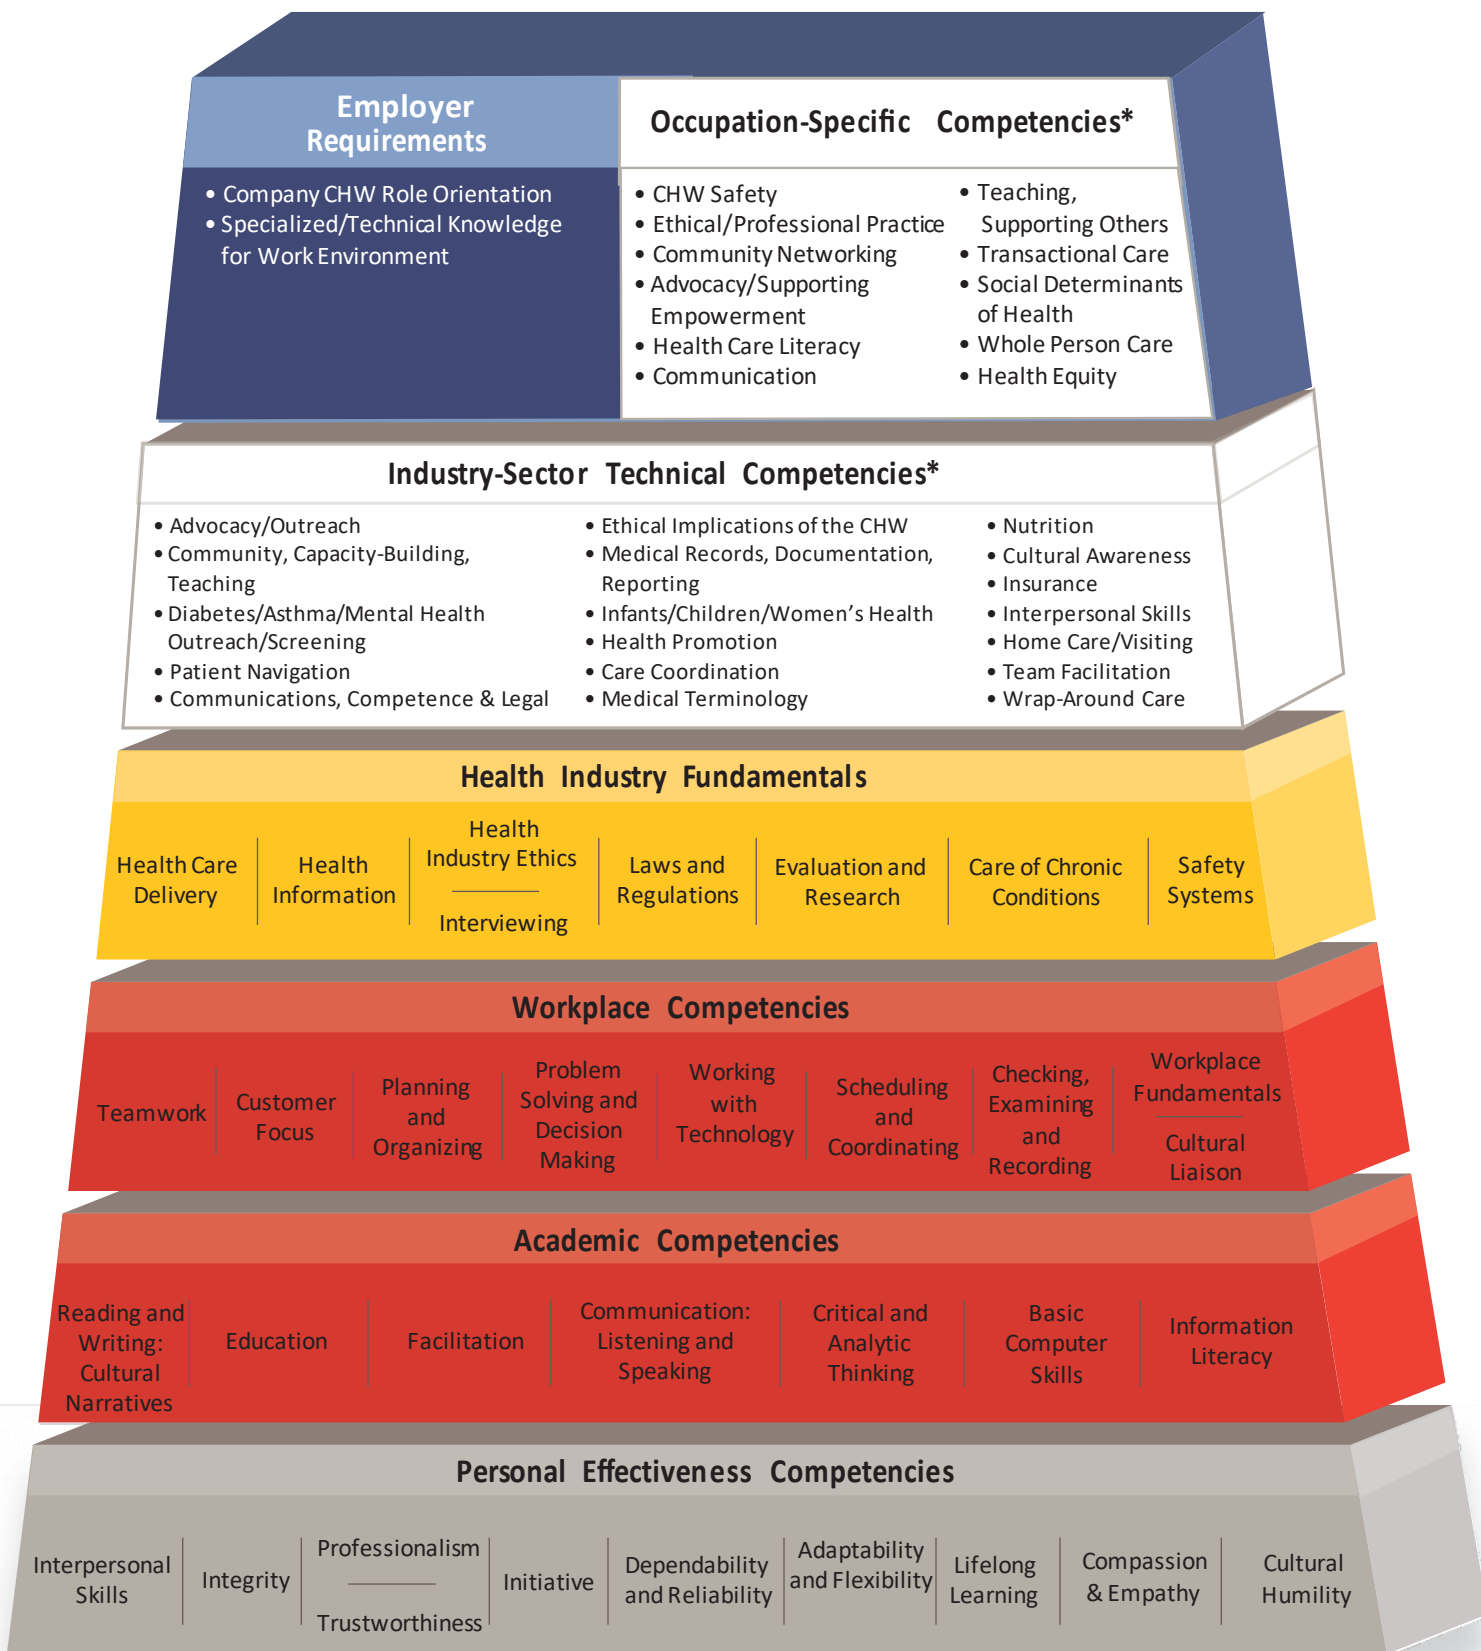 Employer
Requirements
• Company CHW Role Orientation
• Specialized/Technical Knowledge
for Work Environment
Occupation-Specific Competencies*
• CHW Safety
• Ethical/Professional Practice
• Community Networking
• Advocacy/Supporting
Empowerment
• Health Care Literacy
• Communication
• Teaching,
Supporting Others
• Transactional Care
• Social Determinants
of Health
• Whole Person Care
• Health Equity
Industry-Sector Technical Competencies*
• Advocacy/Outreach
• Community, Capacity-Building,
Teaching
• Diabetes/Asthma/Mental Health
Outreach/Screening
• Patient Navigation
• Communications, Competence & Legal
• Ethical Implications of the CHW
• Medical Records, Documentation,
Reporting
• Infants/Children/Women’s Health
• Health Promotion
• Care Coordination
• Medical Terminology
• Nutrition
• Cultural Awareness
• Insurance
• Interpersonal Skills
• Home Care/Visiting
• Team Facilitation
• Wrap-Around Care
Health Industry Fundamentals
Health Care
Delivery
Health
Information
Health
Industry Ethics
Interviewing
Laws and
Regulations
Evaluation and
Research
Care of Chronic
Conditions
Safety
Systems
Workplace Competencies
Teamwork
Customer
Focus
Planning
and
Organizing
Problem
Solving and
Decision
Making
Working
with
Technology
Scheduling
and
Coordinating
Checking,
Examining
and
Recording
Workplace
Fundamentals
Cultural
Liaison
Academic Competencies
Reading and
Writing:
Cultural
Narratives
Education
Facilitation
Communication:
Listening and
Speaking
Critical and
Analytic
Thinking
Basic
Computer
Skills
Information
Literacy
Personal Effectiveness Competencies
Interpersonal
Skills
Integrity
Professionalism
Trustworthiness
Initiative
Dependability
and Reliability
Adaptability
and Flexibility
Lifelong
Learning
Compassion
& Empathy
Cultural
Humility